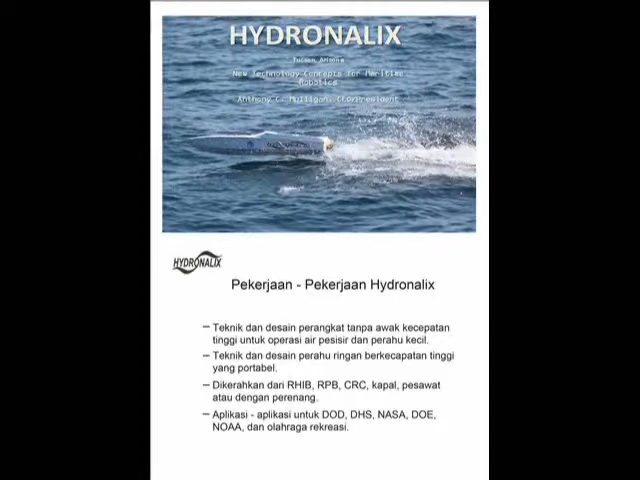 HYDRONALIX
Tucson, Arizona
New Technology Concepts for Maritime
Robotics
Anthony C. Mulligan, CEO/President
HYDRONALIX
Pekerjaan - Pekerjaan Hydronalix
– Teknik dan desain perangkat tanpa awak kecepatan
tinggi untuk operasi air pesisir dan perahu kecil.
– Teknik dan desain perahu ringan berkecapatan tinggi
yang portabel.
– Dikerahkan dari RHIB, RPB, CRC, kapal, pesawat
atau dengan perenang.
– Aplikasi - aplikasi untuk DOD, DHS, NASA, DOE,
NOAA, dan olahraga rekreasi.